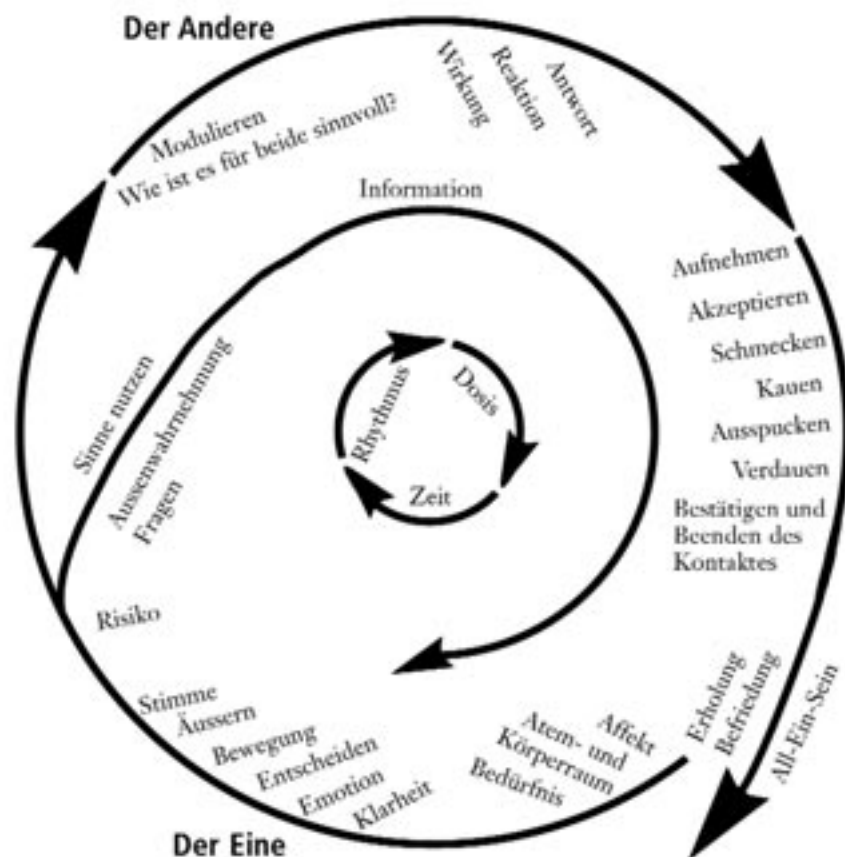 Der Andere
Wirkung
Reaktion
Antwort
Modulieren
Wie ist es für beide sinnvoll?
Information
Aufnehmen
Akzeptieren
Schmecken
Kauen
Ausspucken
Verdauen
Bestätigen und
Beenden des
Kontaktes
Sinne nutzen
Aussenwahrnehmung
Fragen
Rhythmus
Dosis
Zeit
Risiko
Stimme
Äussern
Bewegung
Entscheiden
Emotion
Klarheit
Affekt
Atem- und
Körperraum
Bedürfnis
Erholung
Befriedung
All-Ein-Sein
Der Eine